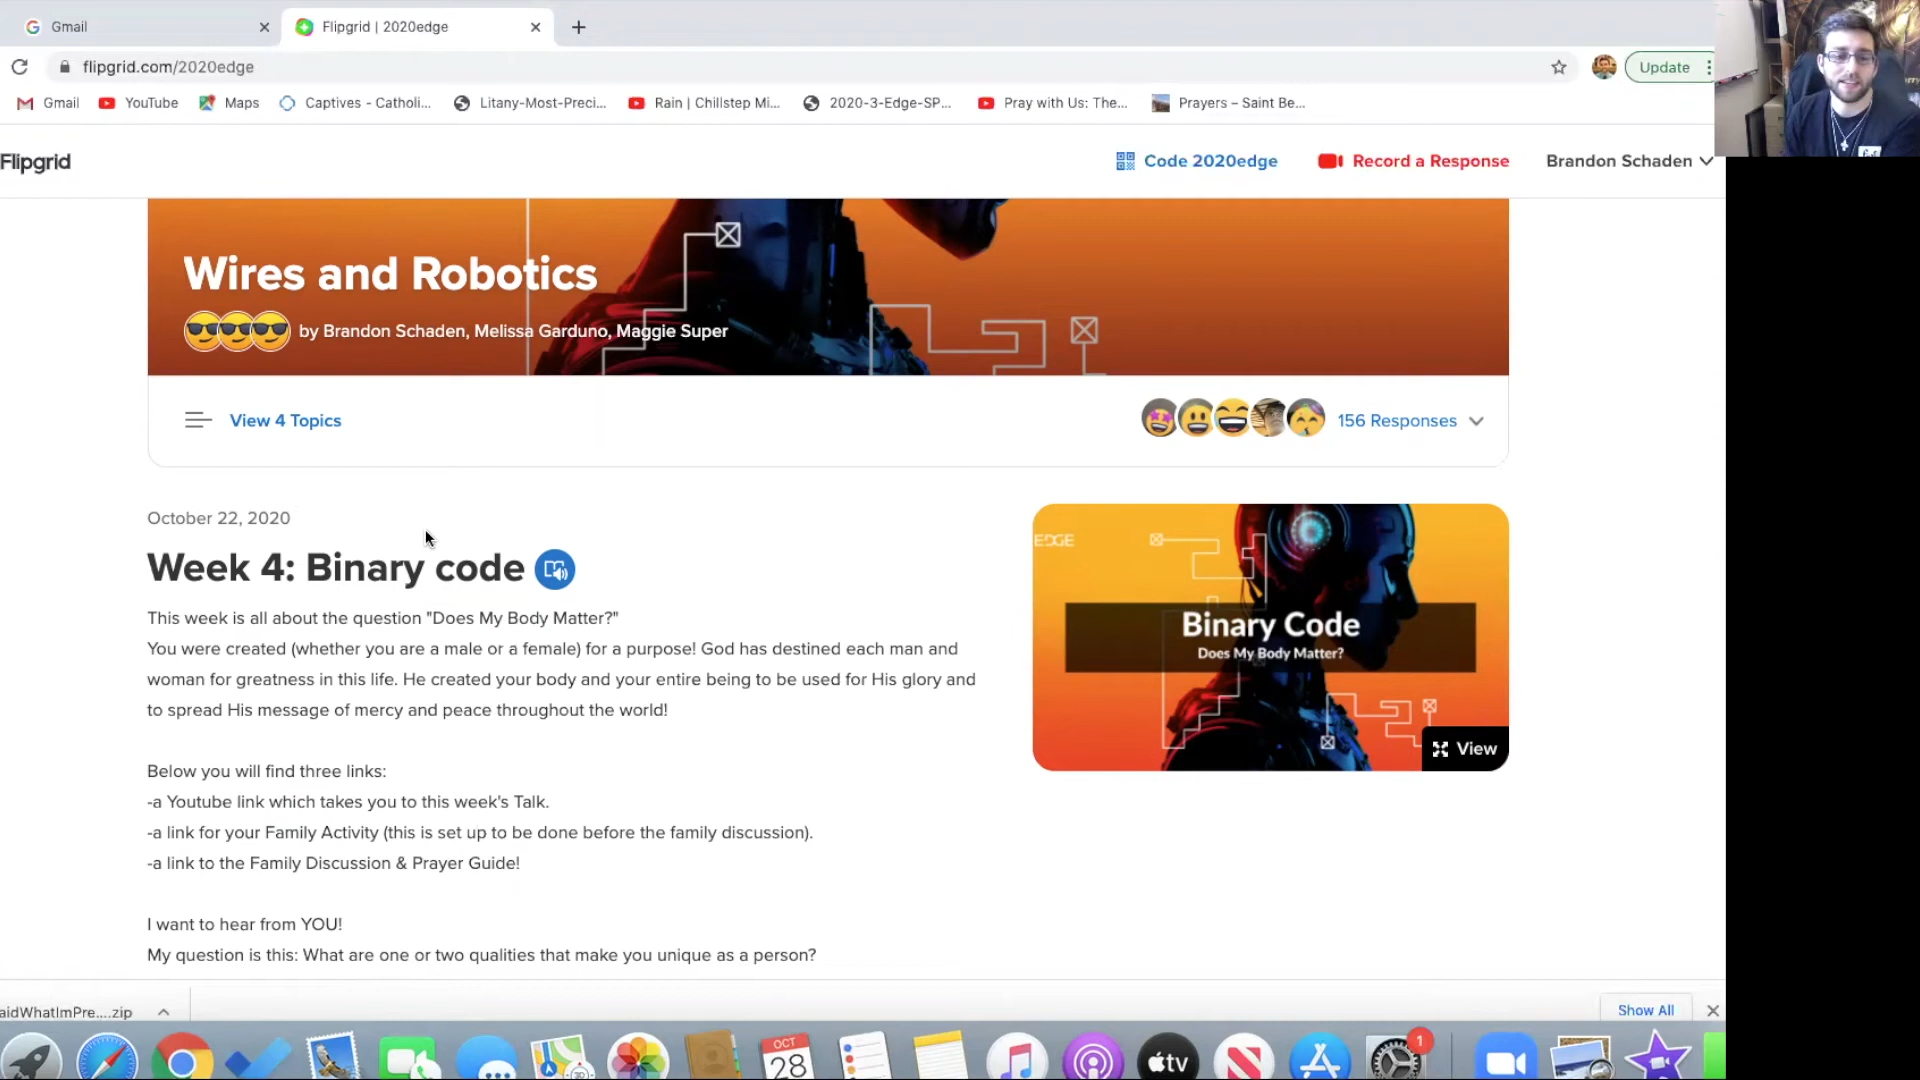 Gmail
Flipgrid | 2020edge
flipgrid.com/2020edge
Update
Gmail
YouTube
Maps
Captives - Catholi...
Litany-Most-Preci...
Rain | Chillstep Mi...
2020-3-Edge-SP...
Pray with Us: The...
Prayers – Saint Be...
Flipgrid
Code 2020edge
Record a Response
Brandon Schaden
Wires and Robotics
by Brandon Schaden, Melissa Garduno, Maggie Super
View 4 Topics
156 Responses
October 22, 2020
Week 4: Binary code
This week is all about the question "Does My Body Matter?"
You were created (whether you are a male or a female) for a purpose! God has destined each man and
woman for greatness in this life. He created your body and your entire being to be used for His glory and
to spread His message of mercy and peace throughout the world!
Below you will find three links:
-a Youtube link which takes you to this week's Talk.
-a link for your Family Activity (this is set up to be done before the family discussion).
-a link to the Family Discussion & Prayer Guide!
I want to hear from YOU!
My question is this: What are one or two qualities that make you unique as a person?
EDGE
Binary Code
Does My Body Matter?
View
aidWhatImPre....zip
Show All
OCT
28
tv
1